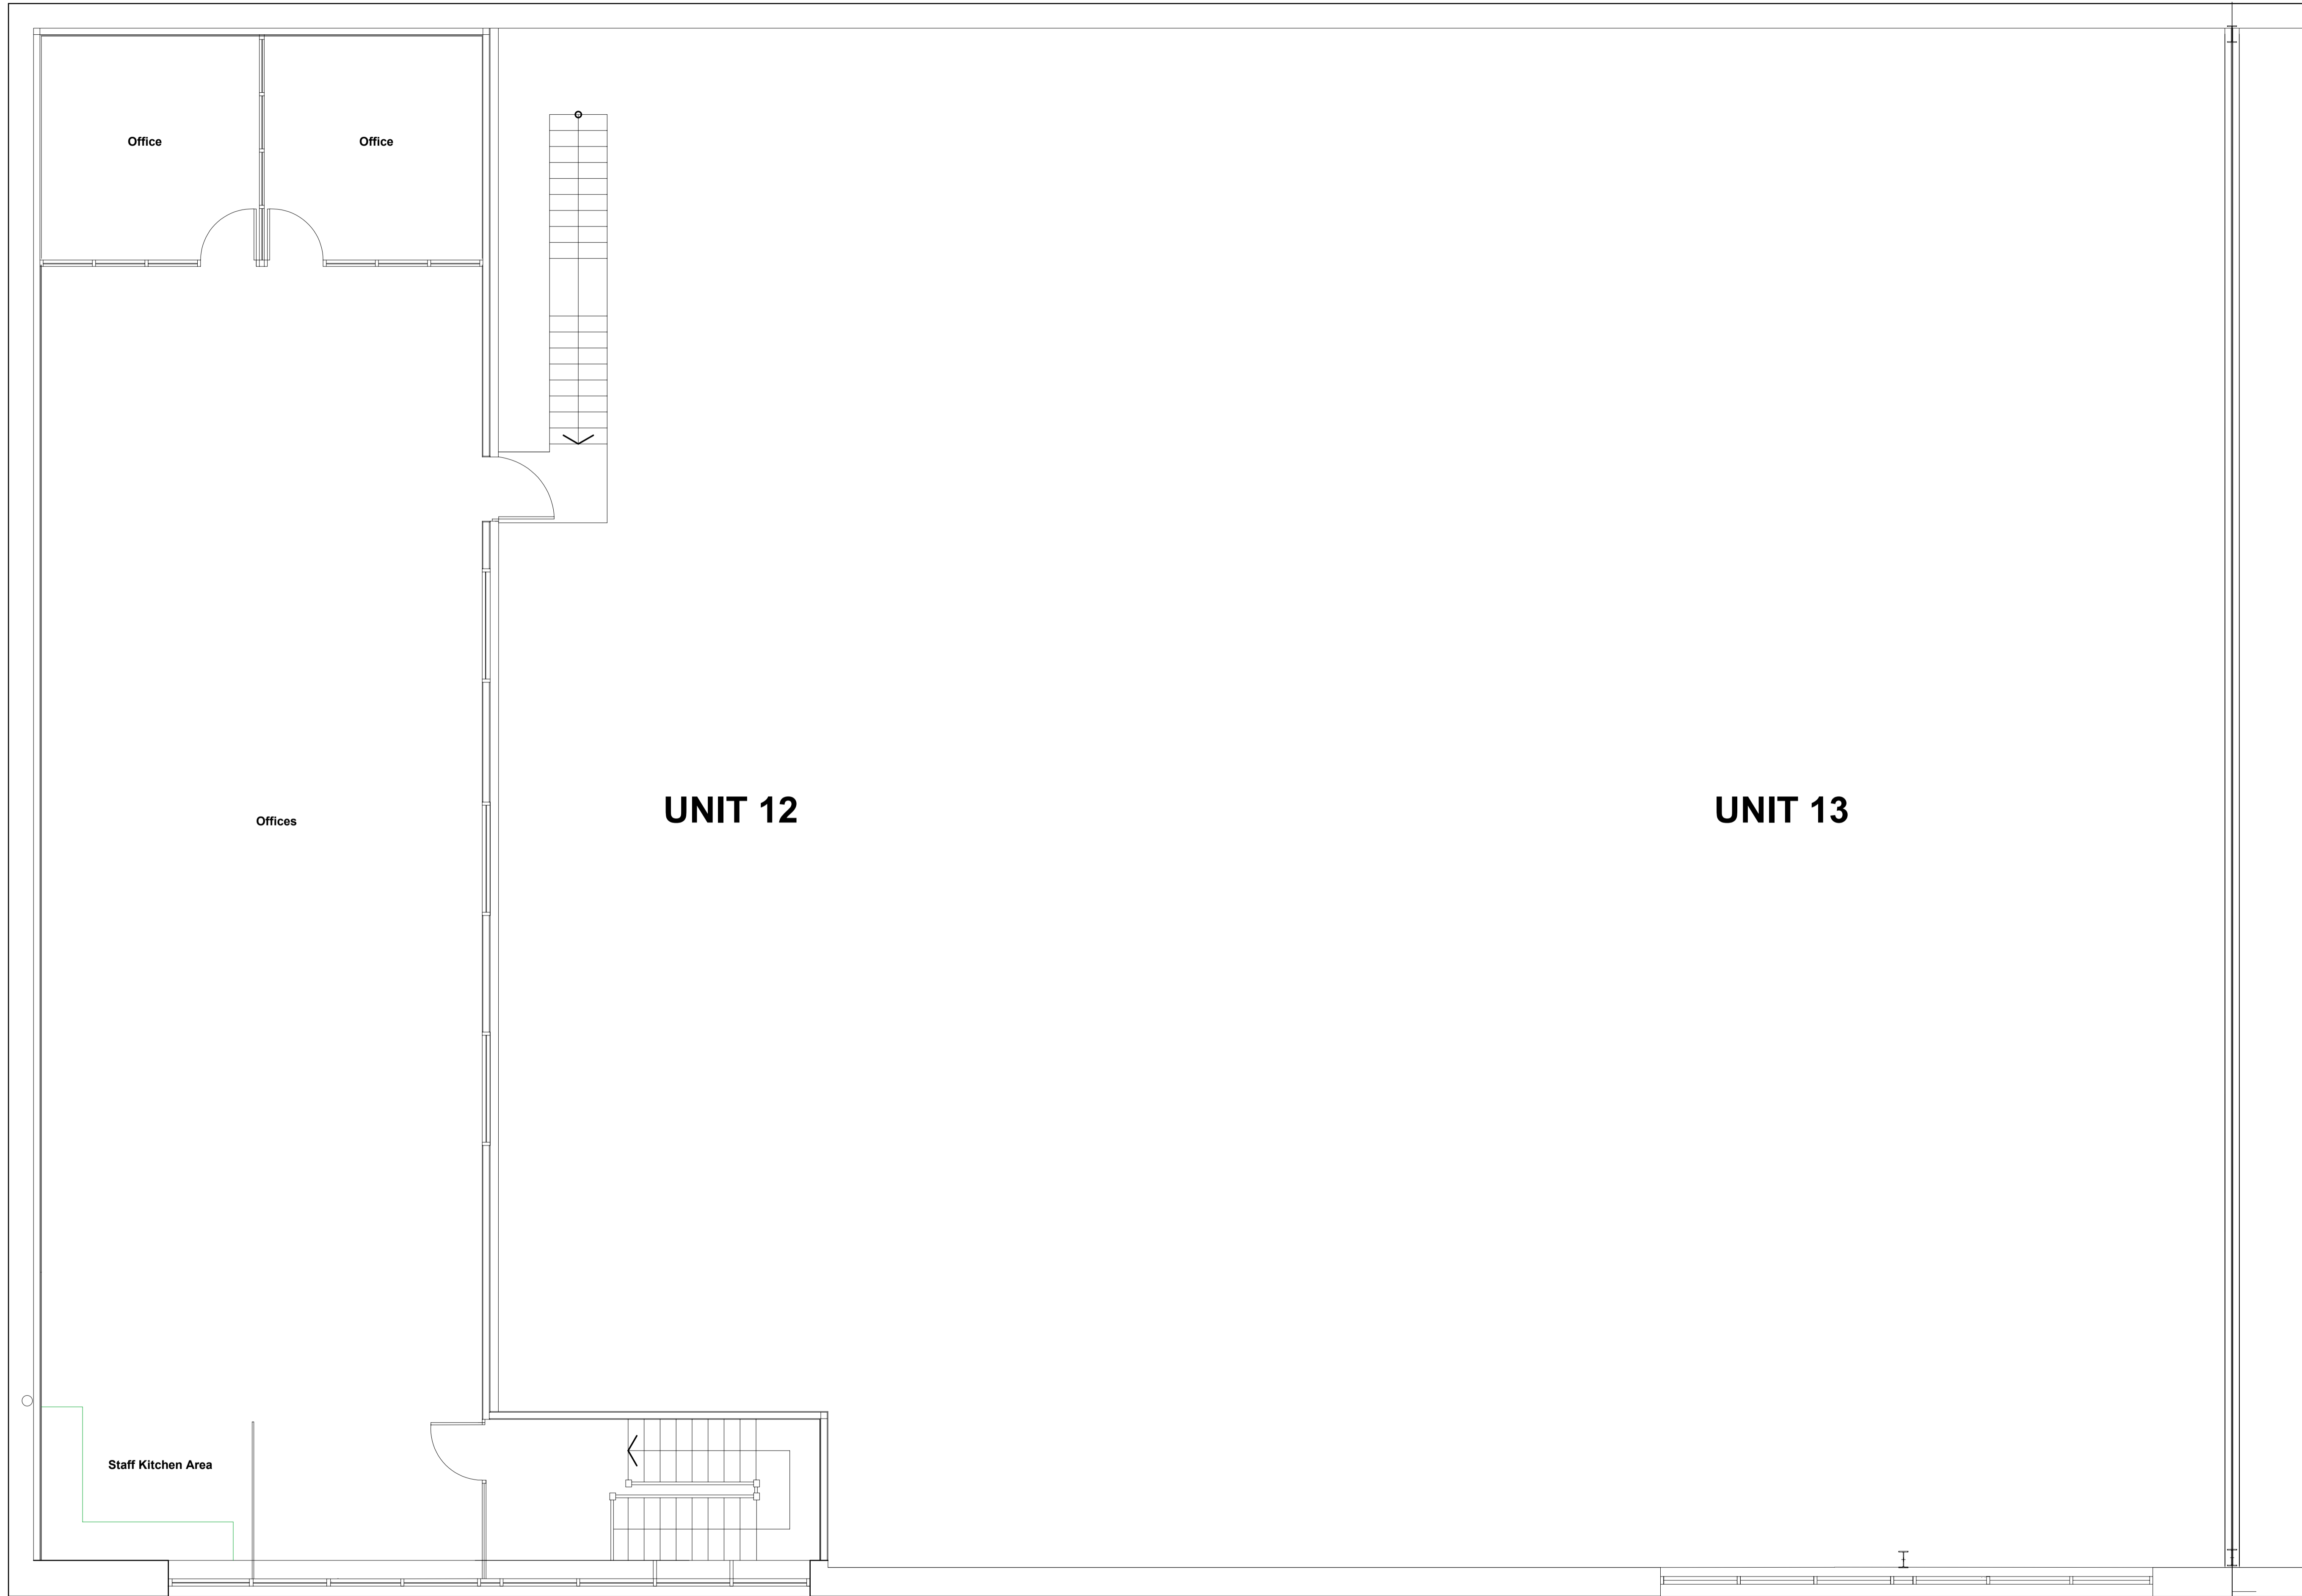 Office
Office
UNIT 12
UNIT 13
Offices
Staff Kitchen Area